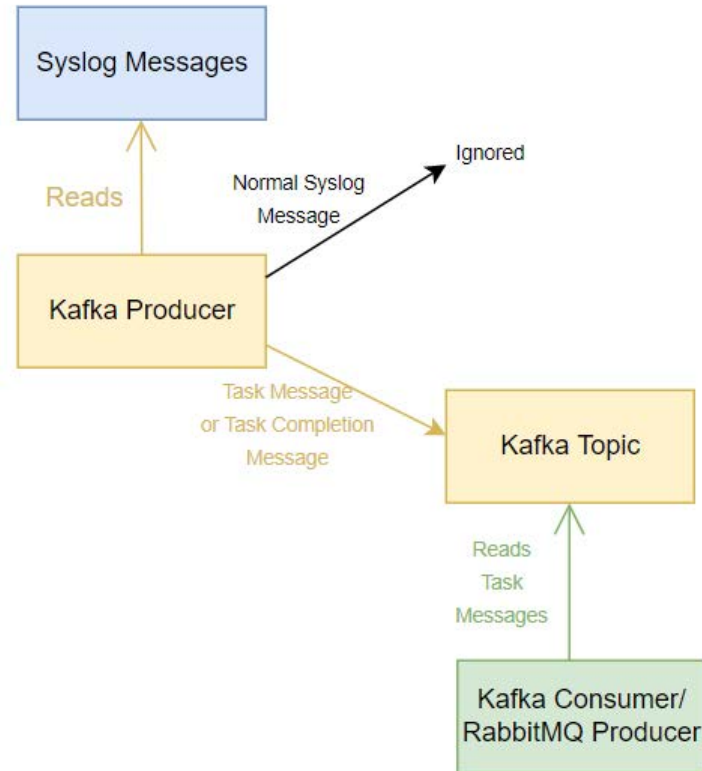 Syslog Messages
Ignored
Normal Syslog
Message
Reads
Kafka Producer
Task Message
or Task Completion
Message
Kafka Topic
Reads
Task
Messages
Kafka Consumer/
RabbitMQ Producer